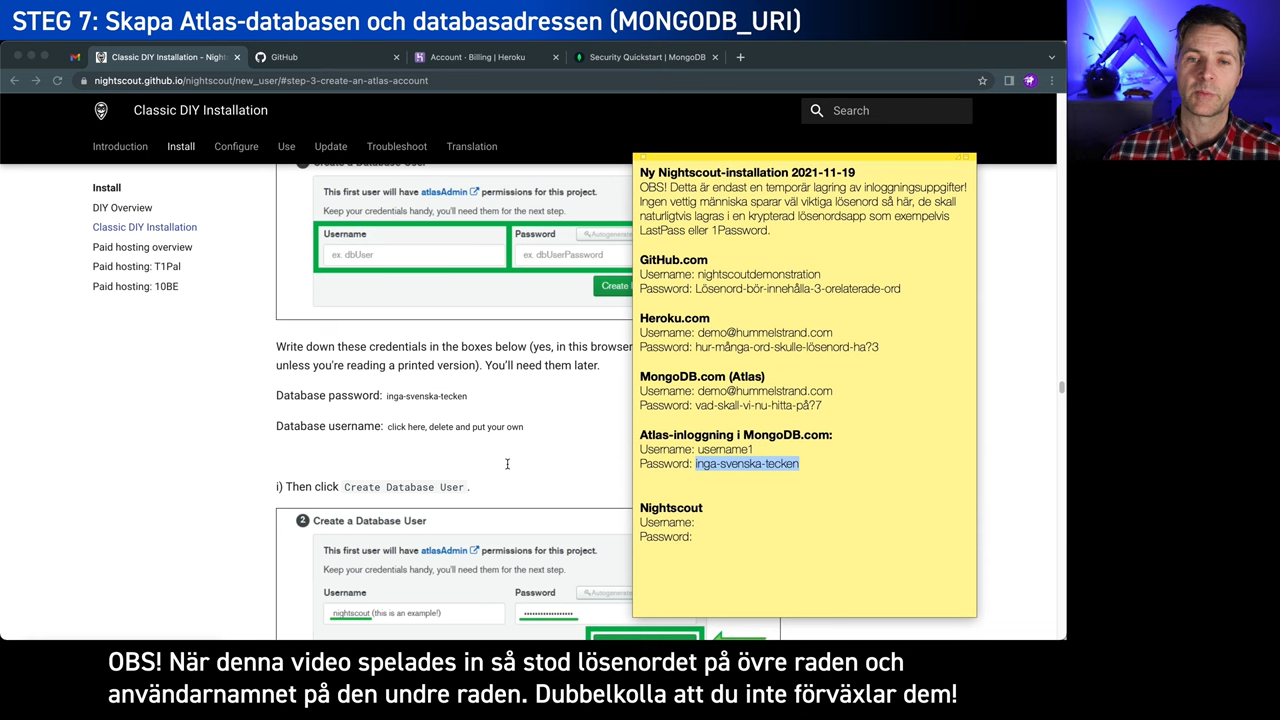 STEG 7: Skapa Atlas-databasen och databasadressen (MONGODB_URI)
Classic DIY Installation - Nigh
GitHub
Account · Billing | Heroku
Security Quickstart | MongoDB
nightscout.github.io/nightscout/new_user/#step-3-create-an-atlas-account
Classic DIY Installation
Search
Introduction
Install
Configure
Use
Update
Troubleshoot
Translation
Install
DIY Overview
Classic DIY Installation
Paid hosting overview
Paid hosting: T1Pal
Paid hosting: 10BE
This first user will have atlasAdmin permissions for this project.
Keep your credentials handy, you'll need them for the next step.
Username
Password
Autogenerate
ex. dbUser
ex. dbUserPassword
Create
Write down these credentials in the boxes below (yes, in this browser
unless you're reading a printed version). You'll need them later.
Database password: inga-svenska-tecken
Database username: click here, delete and put your own
i) Then click Create Database User.
2 Create a Database User
This first user will have atlasAdmin permissions for this project.
Keep your credentials handy, you'll need them for the next step.
Username
Password
Autogenerate
nightscout (this is an example!)
Ny Nightscout-installation 2021-11-19
OBS! Detta är endast en temporär lagring av inloggningsuppgifter!
Ingen vettig människa sparar väl viktiga lösenord så här, de skall
naturligtvis lagras i en krypterad lösenordsapp som exempelvis
LastPass eller 1Password.
GitHub.com
Username: nightscoutdemonstration
Password: Lösenord-bör-innehålla-3-orelaterade-ord
Heroku.com
Username: demo@hummelstrand.com
Password: hur-många-ord-skulle-lösenord-ha?3
MongoDB.com (Atlas)
Username: demo@hummelstrand.com
Password: vad-skall-vi-nu-hitta-på?7
Atlas-inloggning i MongoDB.com:
Username: username1
Password: inga-svenska-tecken
Nightscout
Username:
Password:
OBS! När denna video spelades in så stod lösenordet på övre raden och
användarnamnet på den undre raden. Dubbelkolla att du inte förväxlar dem!